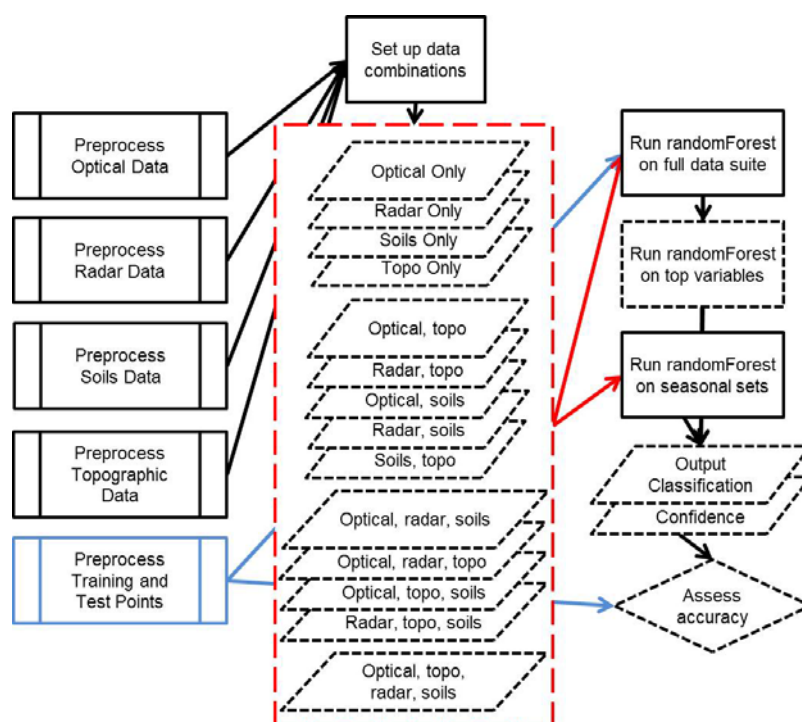 Set up data
combinations
Preprocess
Optical Data
Preprocess
Radar Data
Preprocess
Soils Data
Preprocess
Topographic
Data
Preprocess
Training and
Test Points
Optical Only
Radar Only
Soils Only
Topo Only
Optical, topo
Radar, topo
Optical, soils
Radar, soils
Soils, topo
Optical, radar, soils
Optical, radar, topo
Optical, topo, soils
Radar, topo, soils
Optical, topo,
radar, soils
Run randomForest
on full data suite
Run randomForest
on top variables
Run randomForest
on seasonal sets
Output
Classification
Confidence
Assess
accuracy